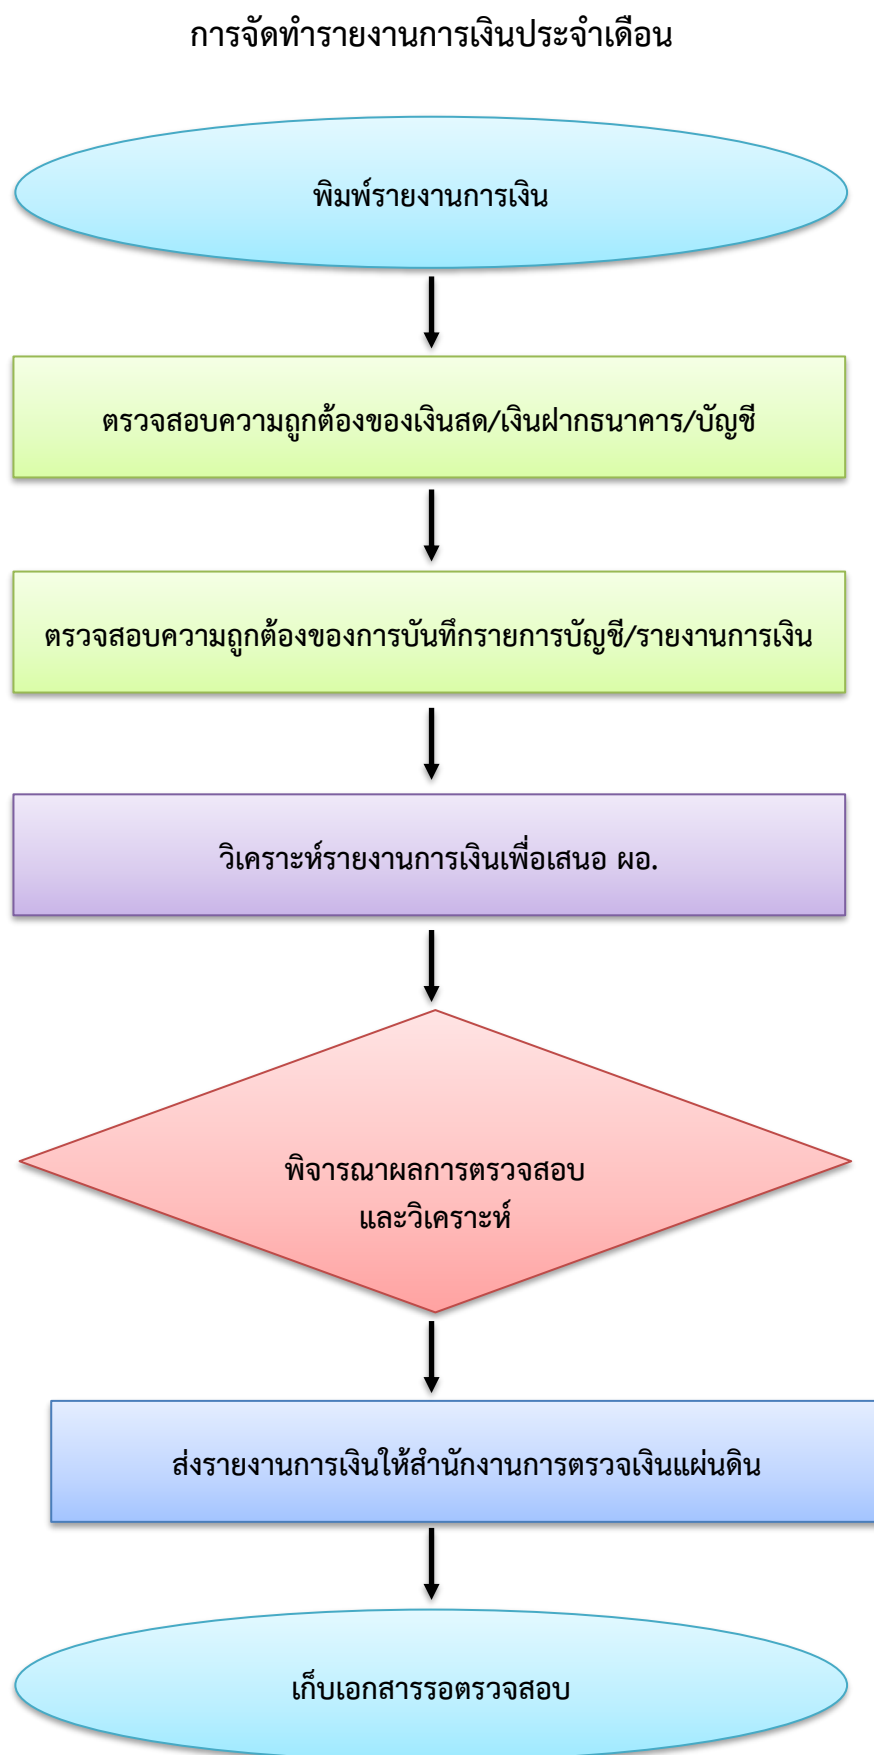 การจัดทำรายงานการเงินประจำเดือน
พิมพ์รายงานการเงิน
ตรวจสอบความถูกต้องของเงินสด/เงินฝากธนาคาร/บัญชี
ตรวจสอบความถูกต้องของการบันทึกรายการบัญชี/รายงานการเงิน
วิเคราะห์รายงานการเงินเพื่อเสนอ ผอ.
พิจารณาผลการตรวจสอบ
และวิเคราะห์
ส่งรายงานการเงินให้สำนักงานการตรวจเงินแผ่นดิน
เก็บเอกสารรอตรวจสอบ